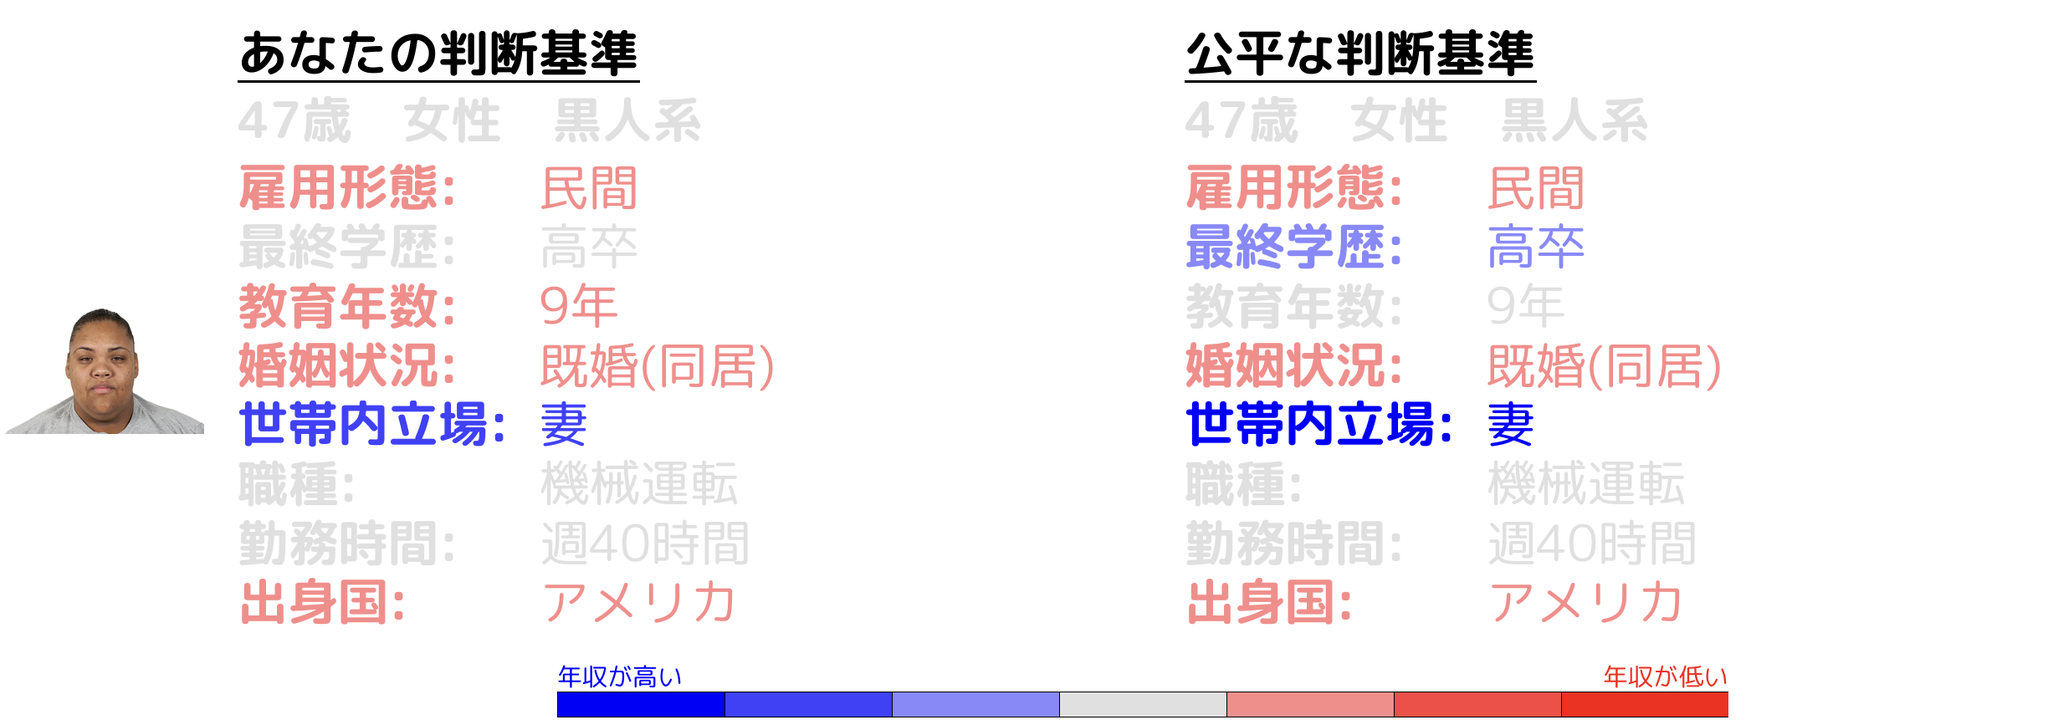 あなたの判断基準
47歳 女性 黒人系
雇用形態: 民間
最終学歴: 高卒
教育年数: 9年
婚姻状況: 既婚(同居)
世帯内立場: 妻
職種: 機械運転
勤務時間: 週40時間
出身国: アメリカ
公平な判断基準
47歳 女性 黒人系
雇用形態: 民間
最終学歴: 高卒
教育年数: 9年
婚姻状況: 既婚(同居)
世帯内立場: 妻
職種: 機械運転
勤務時間: 週40時間
出身国: アメリカ
年収が高い
年収が低い